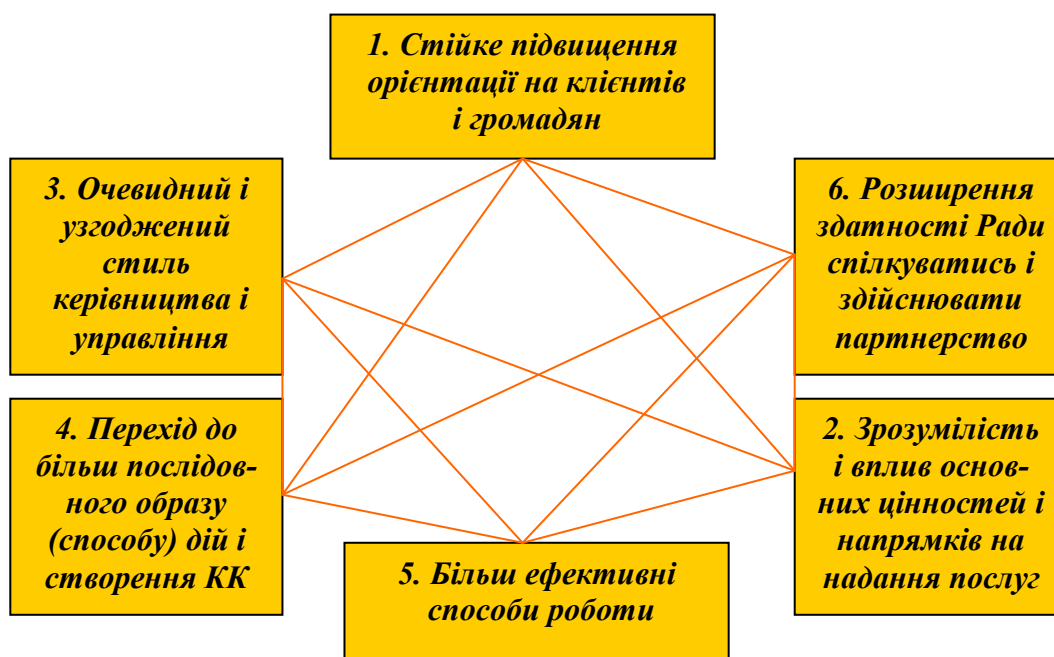 1. Стійке підвищення
орієнтації на клієнтів
і громадян
3. Очевидний і
узгоджений
стиль
керівництва і
управління
6. Розширення
здатності Ради
спілкуватись і
здійснювати
партнерство
4. Перехід до
більш послідов-
ного образу
(способу) дій і
створення КК
2. Зрозумілість
і вплив основ-
них цінностей і
напрямків на
надання послуг
5. Більш ефективні
способи роботи